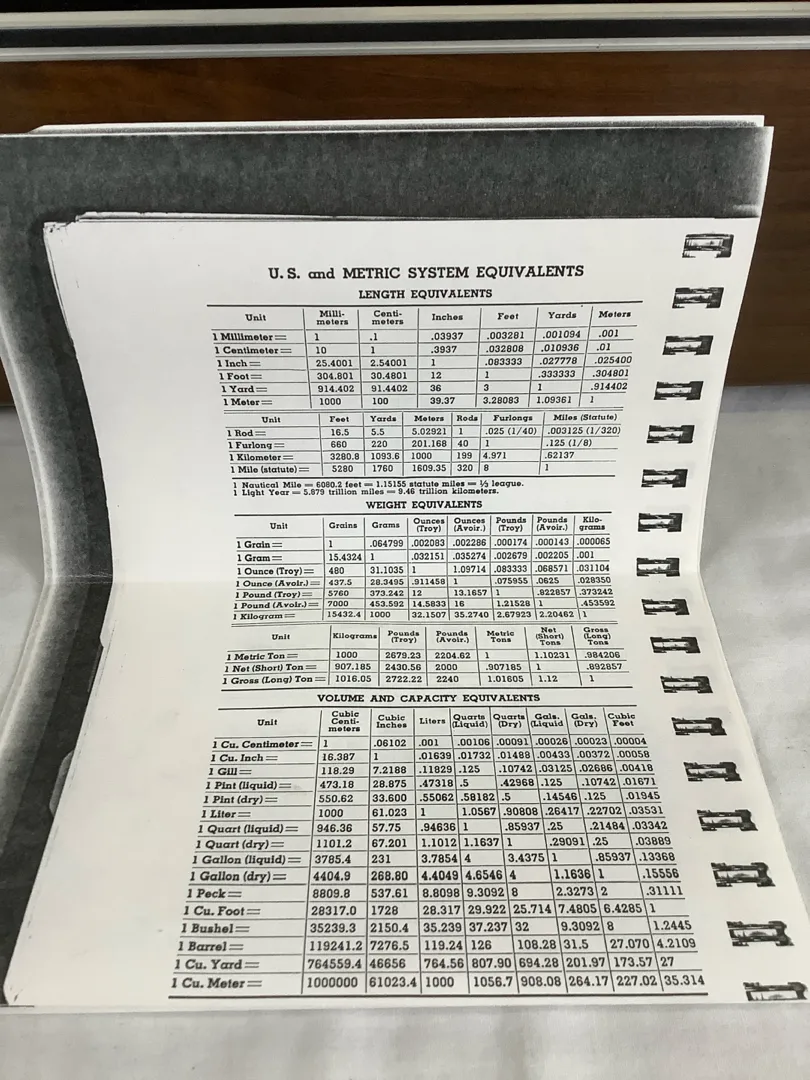 U. S. and METRIC SYSTEM EQUIVALENTS
LENGTH EQUIVALENTS
Unit Milli-meters Centi-meters Inches Feet Yards Meters
1 Millimeter = 1 .1 .03937 .003281 .001094 .001
1 Centimeter = 10 1 .3937 .032808 .010936 .01
1 Inch = 25.4001 2.54001 1 .083333 .027778 .025400
1 Foot = 304.801 30.4801 12 1 .333333 .304801
1 Yard = 914.402 91.4402 36 3 1 .914402
1 Meter = 1000 100 39.37 3.28083 1.09361 1
Unit Feet Yards Meters Rods Furlongs Miles (Statute)
1 Rod = 16.5 5.5 5.02921 1 .025 (1/40) .003125 (1/320)
1 Furlong = 660 220 201.168 40 1 .125 (1/8)
1 Kilometer = 3280.8 1093.6 1000 199 4.971 .62137
1 Mile (statute) = 5280 1760 1609.35 320 8 1
1 Nautical Mile = 6080.2 feet = 1.15155 statute miles = ⅓ league.
1 Light Year = 5.879 trillion miles = 9.46 trillion kilometers.
WEIGHT EQUIVALENTS
Unit Grains Grams Ounces (Troy) Ounces (Avoir.) Pounds (Troy) Pounds (Avoir.) Kilo-grams
1 Grain = 1 .064799 .002083 .002286 .000174 .000143 .000065
1 Gram = 15.4324 1 .032151 .035274 .002679 .002205 .001
1 Ounce (Troy) = 480 31.1035 1 1.09714 .083333 .068571 .031104
1 Ounce (Avoir.) = 437.5 28.3495 .911458 1 .075955 .0625 .028350
1 Pound (Troy) = 5760 373.242 12 13.1657 1 .822857 .373242
1 Pound (Avoir.) = 7000 453.592 14.5833 16 1.21528 1 .453592
1 Kilogram = 15432.4 1000 32.1507 35.2740 2.67923 2.20462 1
Unit Kilograms Pounds (Troy) Pounds (Avoir.) Metric Tons Net (Short) Tons Gross (Long) Tons
1 Metric Ton = 1000 2679.23 2204.62 1 1.10231 .984206
1 Net (Short) Ton = 907.185 2430.56 2000 .907185 1 .892857
1 Gross (Long) Ton = 1016.05 2722.22 2240 1.01605 1.12 1
VOLUME AND CAPACITY EQUIVALENTS
Unit Cubic Centi-meters Cubic Inches Liters Quarts (Liquid) Quarts (Dry) Gals. (Liquid Gals. (Dry) Cubic Feet
1 Cu. Centimeter = 1 .06102 .001 .00106 .00091 .00026 .00023 .00004
1 Cu. Inch = 16.387 1 .01639 .01732 .01488 .00433 .00372 .00058
1 Gill = 118.29 7.2188 .11829 .125 .10742 .03125 .02686 .00418
1 Pint (liquid) = 473.18 28.875 .47318 .5 .42968 .125 .10742 .01671
1 Pint (dry) = 550.62 33.600 .55062 .58182 .5 .14546 .125 .01945
1 Liter = 1000 61.023 1 1.0567 .90808 .26417 .22702 .03531
1 Quart (liquid) = 946.36 57.75 .94636 1 .85937 .25 .21484 .03342
1 Quart (dry) = 1101.2 67.201 1.1012 1.1637 1 .29091 .25 .03889
1 Gallon (liquid) = 3785.4 231 3.7854 4 3.4375 1 .85937 .13368
1 Gallon (dry) = 4404.9 268.80 4.4049 4.6546 4 1.1636 1 .15556
1 Peck = 8809.8 537.61 8.8098 9.3092 8 2.3273 2 .31111
1 Cu. Foot = 28317.0 1728 28.317 29.922 25.714 7.4805 6.4285 1
1 Bushel = 35239.3 2150.4 35.239 37.237 32 9.3092 8 1.2445
1 Barrel = 119241.2 7276.5 119.24 126 108.28 31.5 27.070 4.2109
1 Cu. Yard = 764559.4 46656 764.56 807.90 694.28 201.97 173.57 27
1 Cu. Meter = 1000000 61023.4 1000 1056.7 908.08 264.17 227.02 35.314